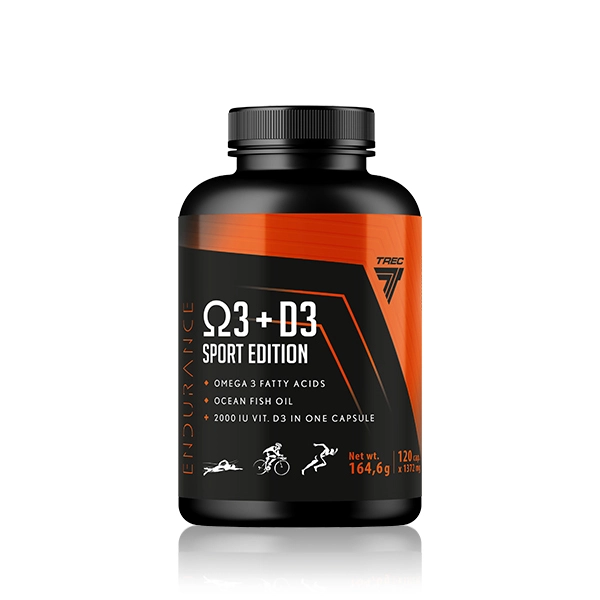 TREC
Ω3 + D3
SPORT EDITION
+ OMEGA 3 FATTY ACIDS
+ OCEAN FISH OIL
+ 2000 IU VIT. D3 IN ONE CAPSULE
ENDURANCE
Net wt.
164,6g
120 cap.
x 1372 mg